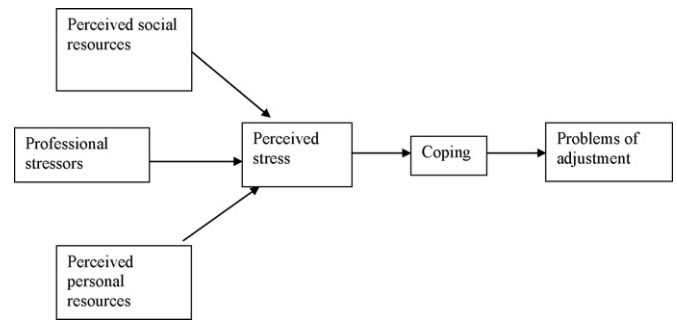 Perceived social
resources
Professional
stressors
Perceived
stress
Coping
Problems of
adjustment
Perceived
personal
resources